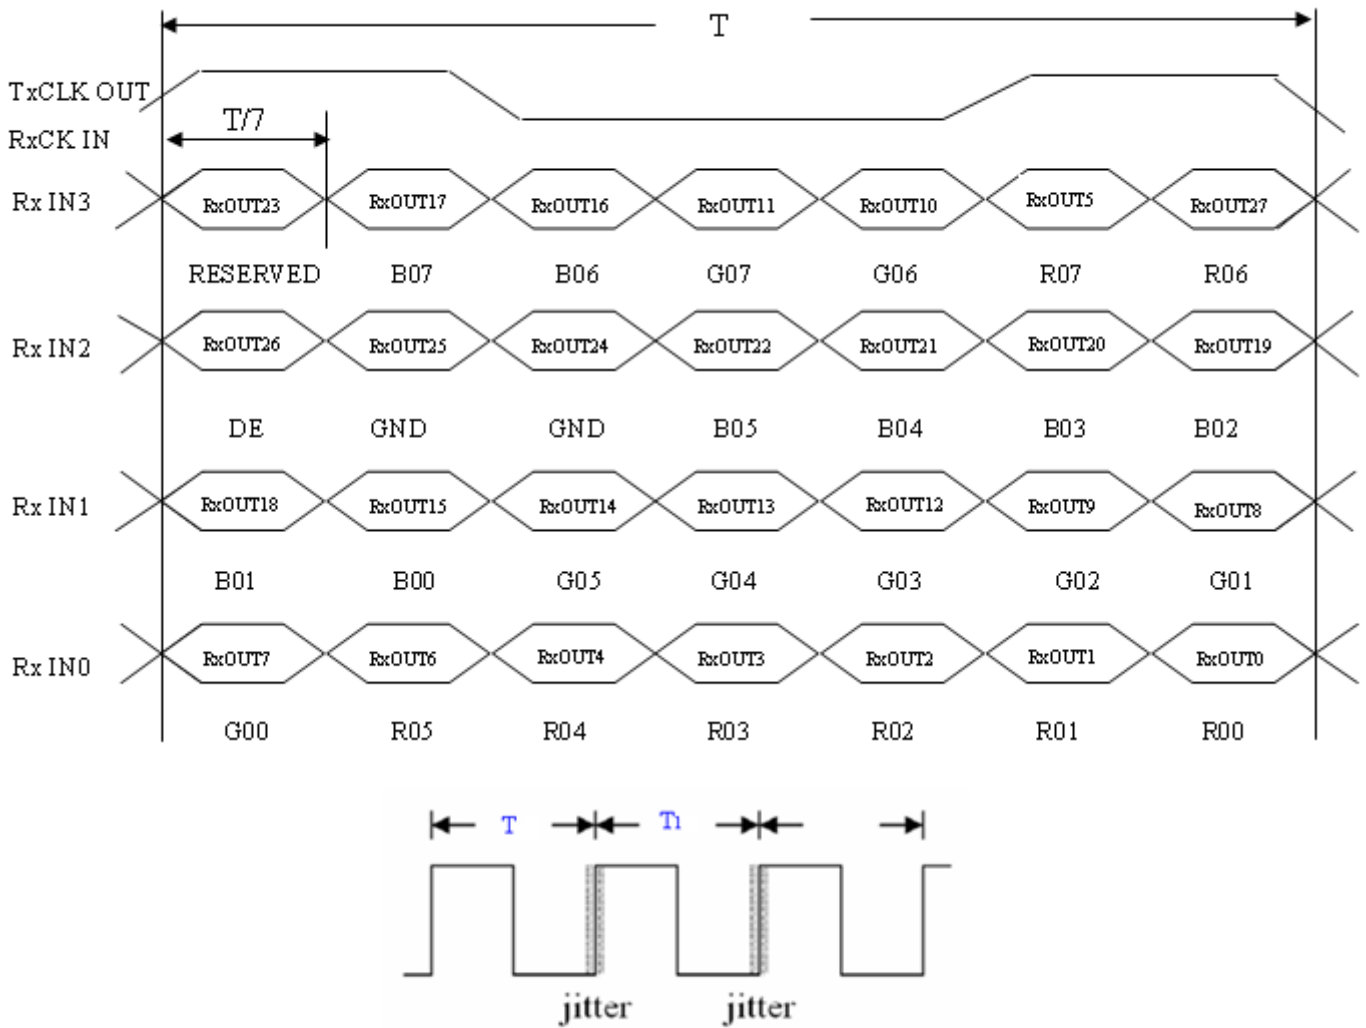 T
TxCLK OUT
T/7
RxCK IN
Rx IN3 RxOUT23 RxOUT17 RxOUT16 RxOUT11 RxOUT10 RxOUT5 RxOUT27
RESERVED B07 B06 G07 G06 R07 R06
Rx IN2 RxOUT26 RxOUT25 RxOUT24 RxOUT22 RxOUT21 RxOUT20 RxOUT19
DE GND GND B05 B04 B03 B02
Rx IN1 RxOUT18 RxOUT15 RxOUT14 RxOUT13 RxOUT12 RxOUT9 RxOUT8
B01 B00 G05 G04 G03 G02 G01
Rx IN0 RxOUT7 RxOUT6 RxOUT4 RxOUT3 RxOUT2 RxOUT1 RxOUT0
G00 R05 R04 R03 R02 R01 R00
T T1
jitter jitter